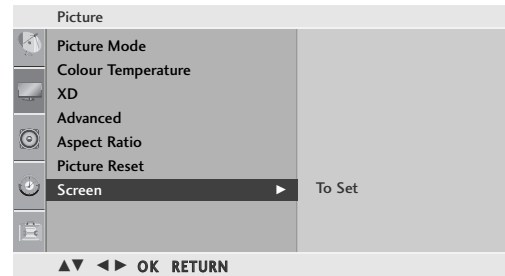 Picture
Picture Mode
Colour Temperature
XD
Advanced
Aspect Ratio
Picture Reset
Screen ► To Set
▲▼ ◄► OK RETURN